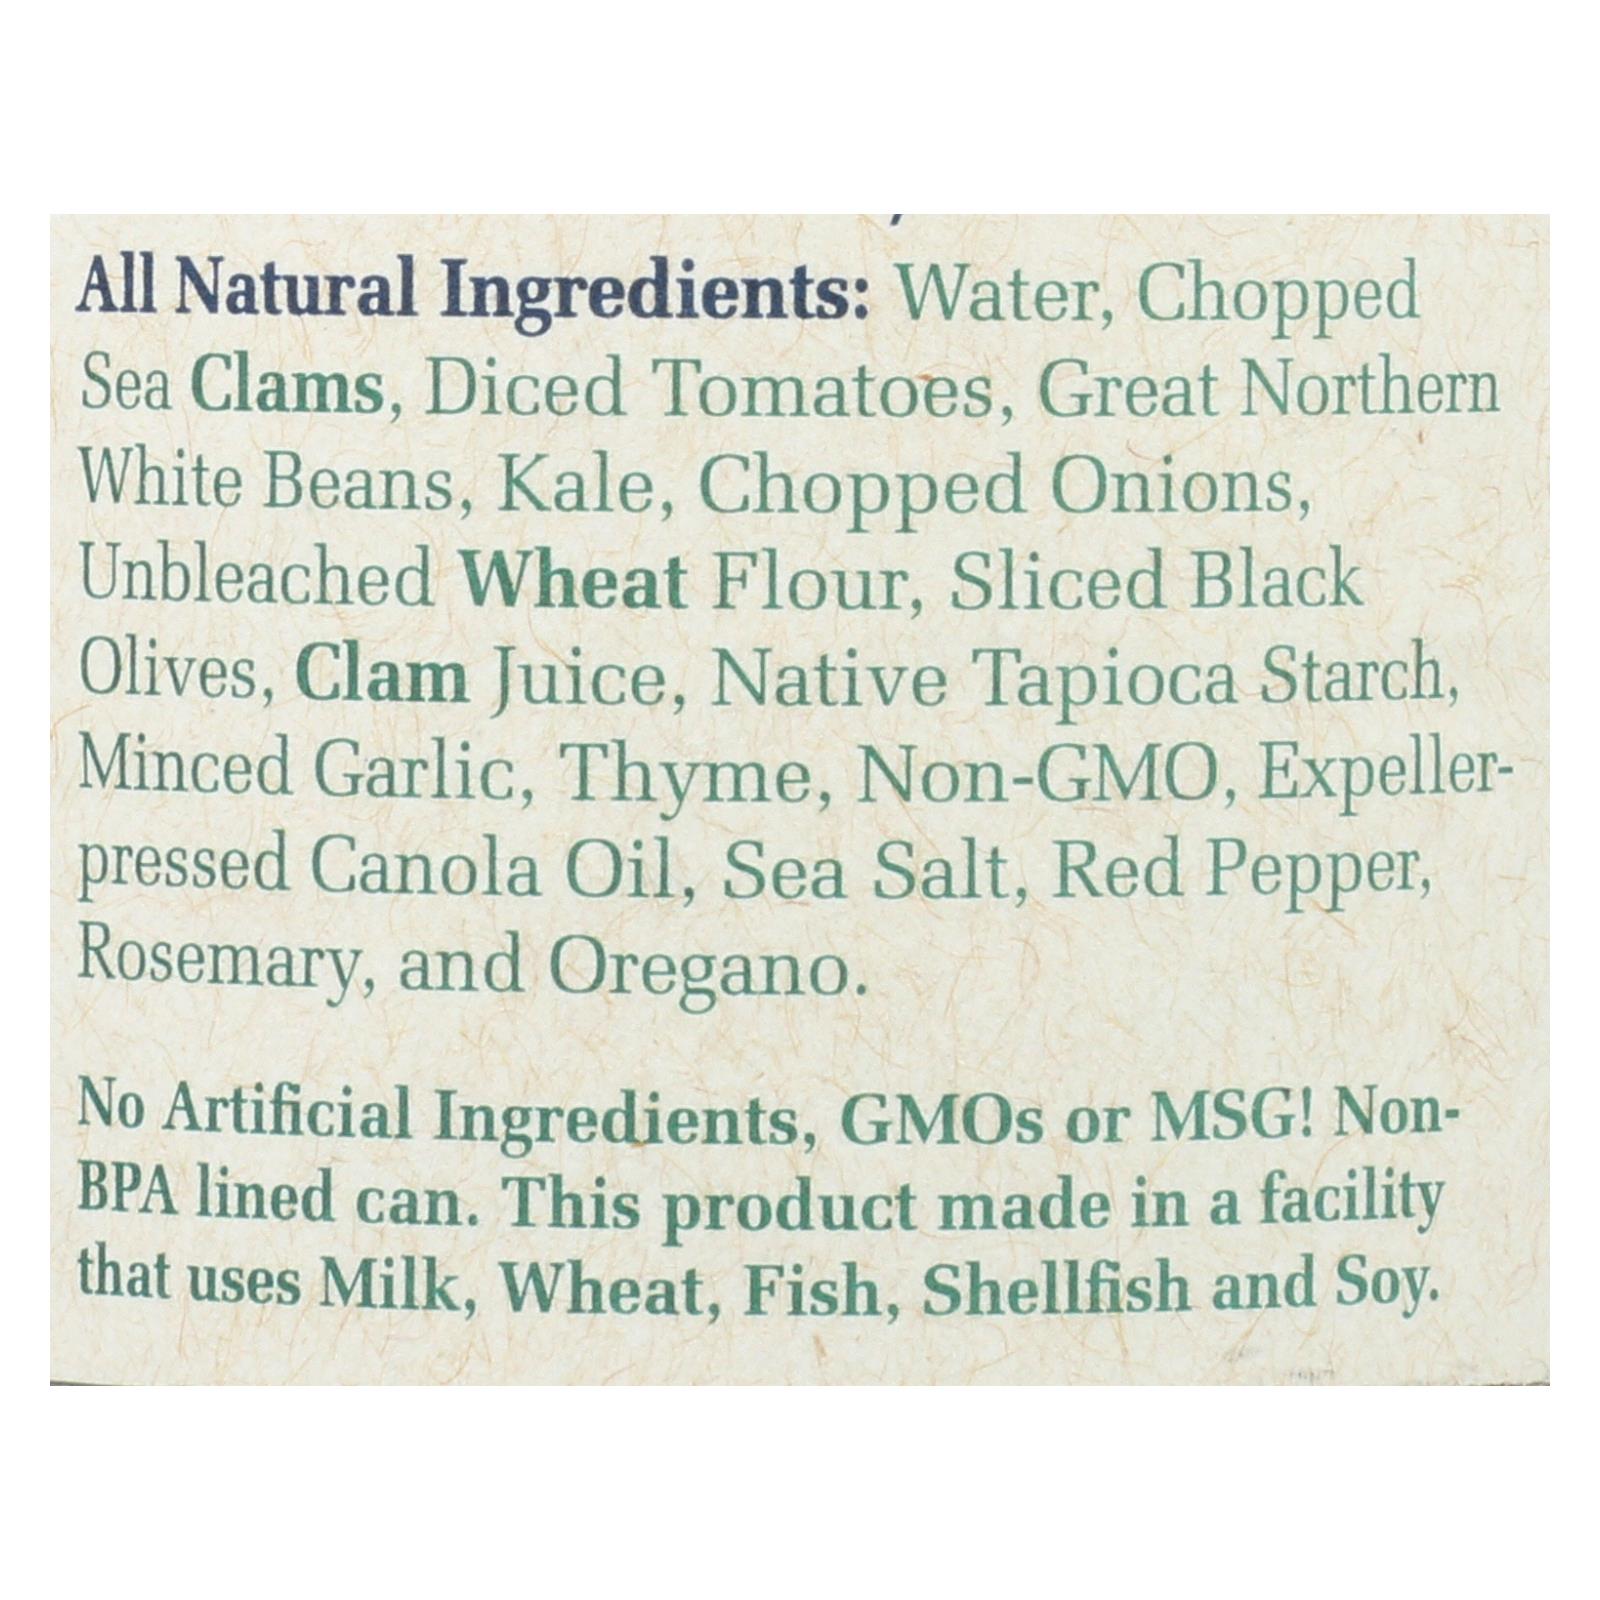 All Natural Ingredients: Water, Chopped
Sea Clams, Diced Tomatoes, Great Northern
White Beans, Kale, Chopped Onions,
Unbleached Wheat Flour, Sliced Black
Olives, Clam Juice, Native Tapioca Starch,
Minced Garlic, Thyme, Non-GMO, Expeller-
pressed Canola Oil, Sea Salt, Red Pepper,
Rosemary, and Oregano.
No Artificial Ingredients, GMOs or MSG! Non-
BPA lined can. This product made in a facility
that uses Milk, Wheat, Fish, Shellfish and Soy.